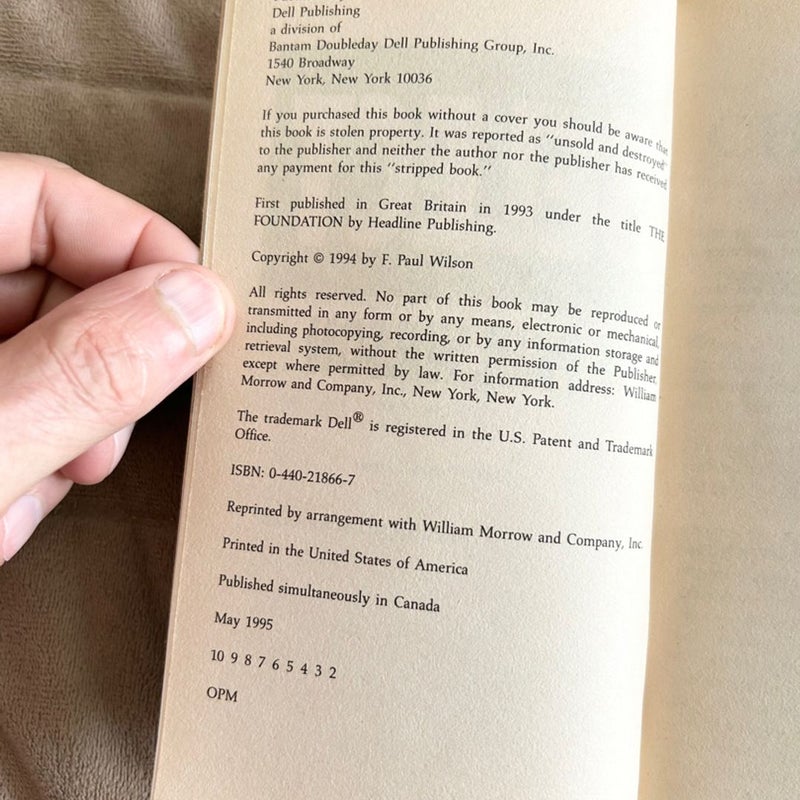 Dell Publishing
a division of
Bantam Doubleday Dell Publishing Group, Inc.
1540 Broadway
New York, New York 10036
If you purchased this book without a cover you should be aware that
this book is stolen property. It was reported as "unsold and destroyed"
to the publisher and neither the author nor the publisher has received
any payment for this "stripped book."
First published in Great Britain in 1993 under the title THE
FOUNDATION by Headline Publishing.
Copyright © 1994 by F. Paul Wilson
All rights reserved. No part of this book may be reproduced or
transmitted in any form or by any means, electronic or mechanical,
including photocopying, recording, or by any information storage and
retrieval system, without the written permission of the Publisher,
except where permitted by law. For information address: William
Morrow and Company, Inc., New York, New York.
The trademark Dell® is registered in the U.S. Patent and Trademark
Office.
ISBN: 0-440-21866-7
Reprinted by arrangement with William Morrow and Company, Inc.
Printed in the United States of America
Published simultaneously in Canada
May 1995
10 9 8 7 6 5 4 3 2
OPM